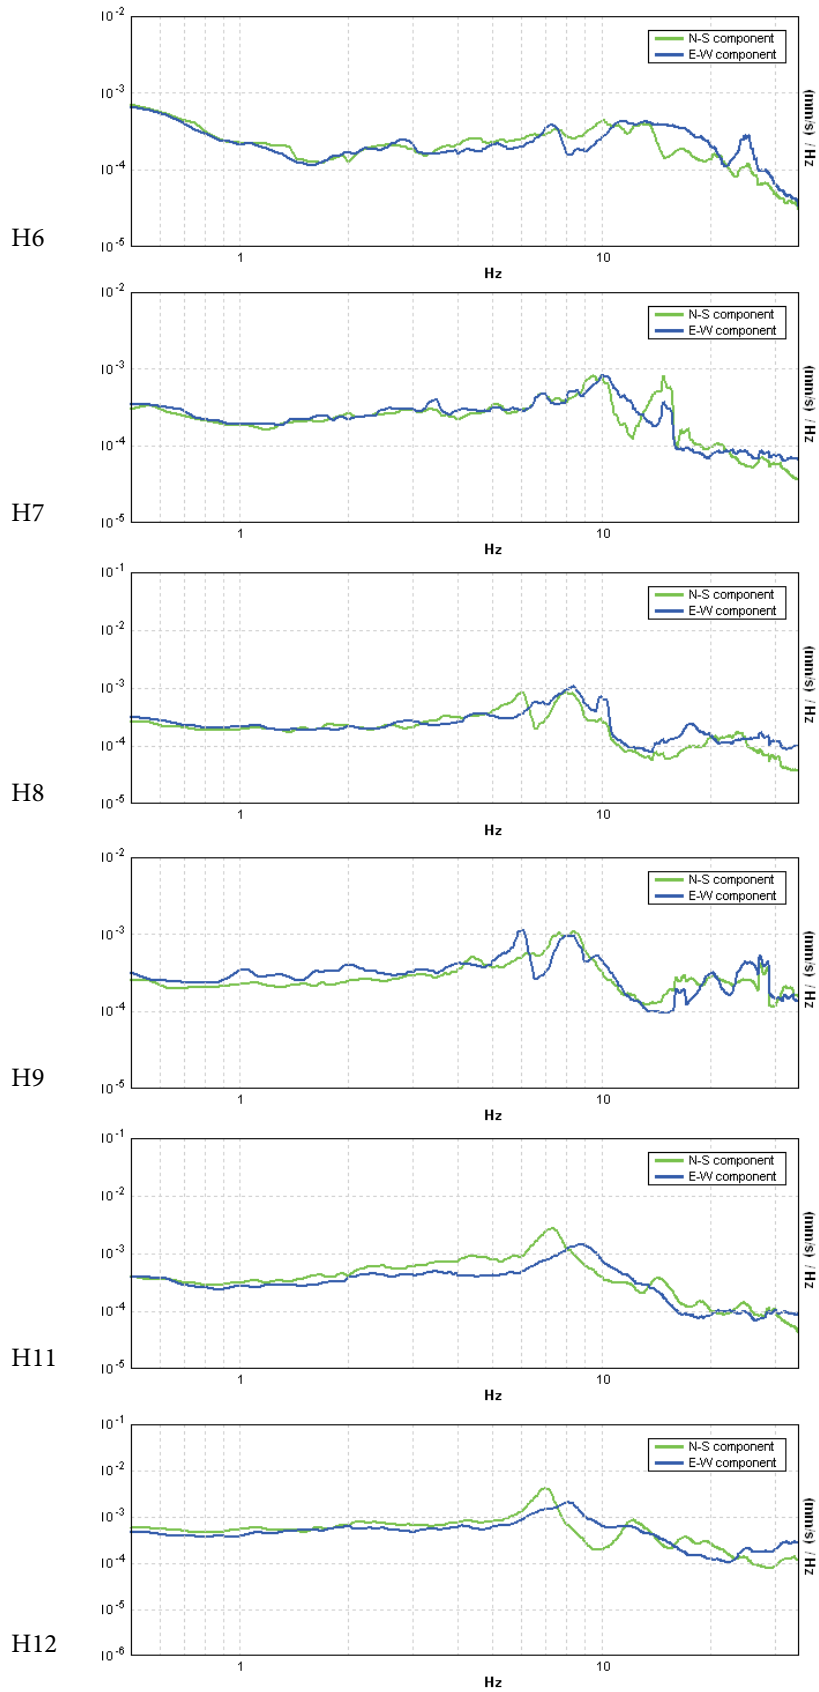 10-2
N-S component
E-W component
10-3
(mm/s) / Hz
10-4
H6
10-5
1
10
Hz
10-2
N-S component
E-W component
10-3
(mm/s) / Hz
10-4
H7
10-5
1
10
Hz
10-1
N-S component
E-W component
10-2
(mm/s) / Hz
10-3
10-4
H8
10-5
1
10
Hz
10-2
N-S component
E-W component
10-3
(mm/s) / Hz
10-4
H9
10-5
1
10
Hz
10-1
N-S component
E-W component
10-2
(mm/s) / Hz
10-3
10-4
H11
10-5
1
10
Hz
10-1
N-S component
E-W component
10-2
(mm/s) / Hz
10-3
10-4
10-5
H12
10-6
1
10
Hz